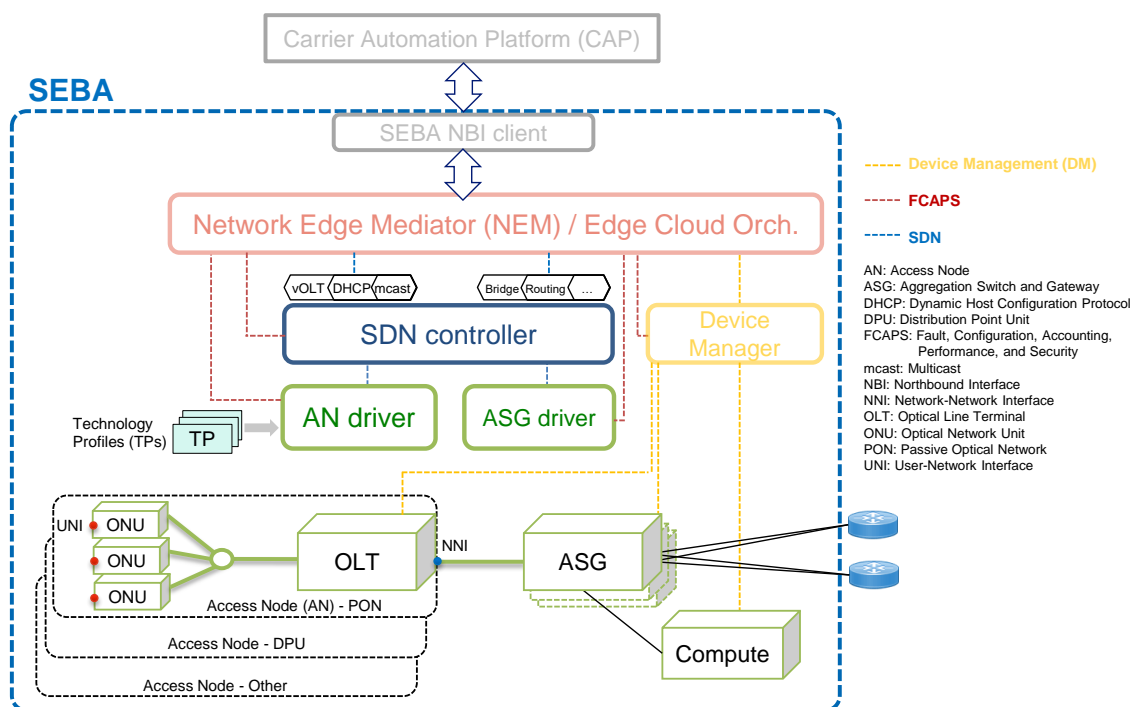 Carrier Automation Platform (CAP)
SEBA
SEBA NBI client
Network Edge Mediator (NEM) / Edge Cloud Orch.
vOLT
DHCP
mcast
Bridge
Routing
...
SDN controller
Device
Manager
AN driver
ASG driver
Technology
Profiles (TPs)
TP
UNI
ONU
ONU
ONU
OLT
NNI
ASG
Compute
Access Node (AN) - PON
Access Node - DPU
Access Node - Other
Device Management (DM)
FCAPS
SDN
AN: Access Node
ASG: Aggregation Switch and Gateway
DHCP: Dynamic Host Configuration Protocol
DPU: Distribution Point Unit
FCAPS: Fault, Configuration, Accounting,
Performance, and Security
mcast: Multicast
NBI: Northbound Interface
NNI: Network-Network Interface
OLT: Optical Line Terminal
ONU: Optical Network Unit
PON: Passive Optical Network
UNI: User-Network Interface